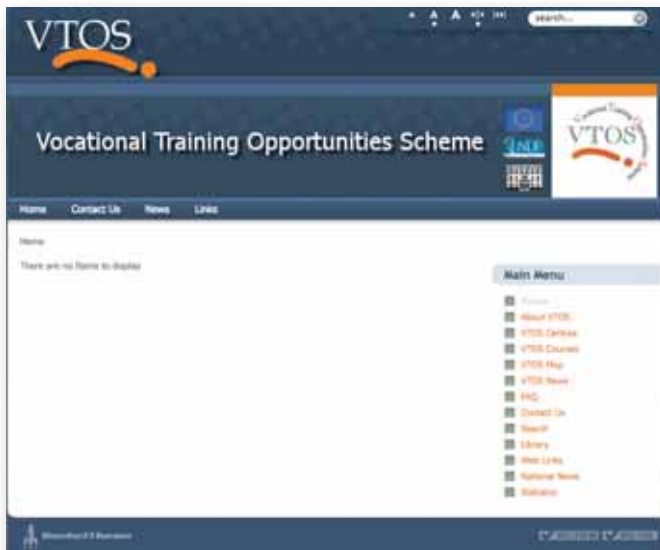 VTOS
search...
Vocational Training Opportunities Scheme
NDP
VTOS
Home Contact Us News Links
Home
There are no items to display
Main Menu
Home
About VTOS
VTOS Centres
VTOS Courses
VTOS Map
VTOS News
FAQ
Contact Us
Search
Library
Web Links
National News